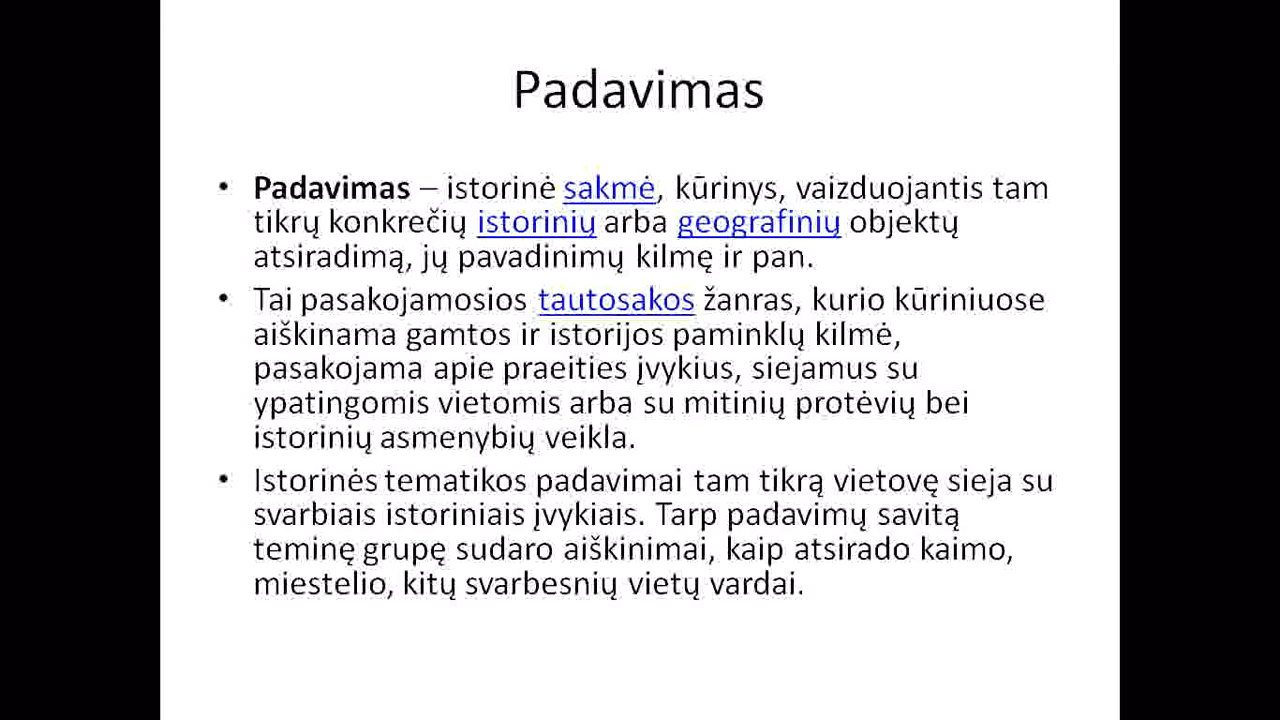 Padavimas
• Padavimas – istorinė sakmė, kūrinys, vaizduojantis tam
tikrų konkrečių istorinių arba geografinių objektų
atsiradimą, jų pavadinimų kilmę ir pan.
• Tai pasakojamosios tautosakos žanras, kurio kūriniuose
aiškinama gamtos ir istorijos paminklų kilmė,
pasakojama apie praeities įvykius, siejamus su
ypatingomis vietomis arba su mitinių protėvių bei
istorinių asmenybių veikla.
• Istorinės tematikos padavimai tam tikrą vietovę sieja su
svarbiais istoriniais įvykiais. Tarp padavimų savitą
teminę grupę sudaro aiškinimai, kaip atsirado kaimo,
miestelio, kitų svarbesnių vietų vardai.